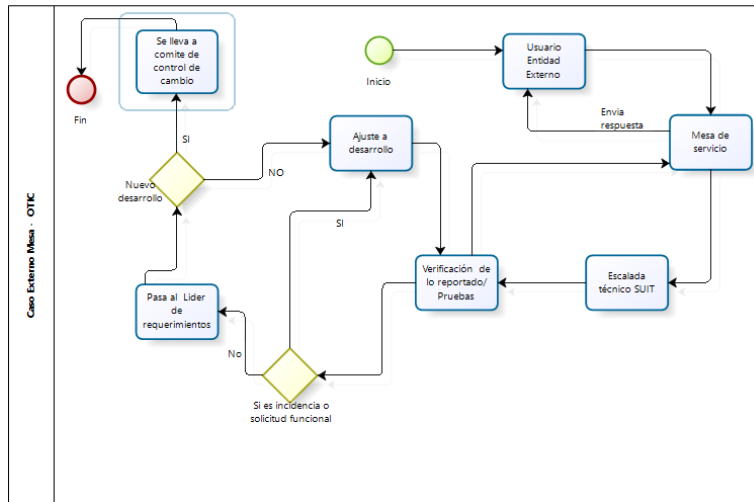 Caso Externo Mesa - OTIC
Se lleva a
comite de
control de
cambio
Fin
Inicio
Usuario
Entidad
Externo
Envia
respuesta
Mesa de
servicio
SI
Nuevo
desarrollo
NO
Ajuste a
desarrollo
SI
Pasa al Lider
de
requerimientos
No
Verificación de
lo reportado/
Pruebas
Escalada
técnico SUIT
Si es incidencia o
solicitud funcional